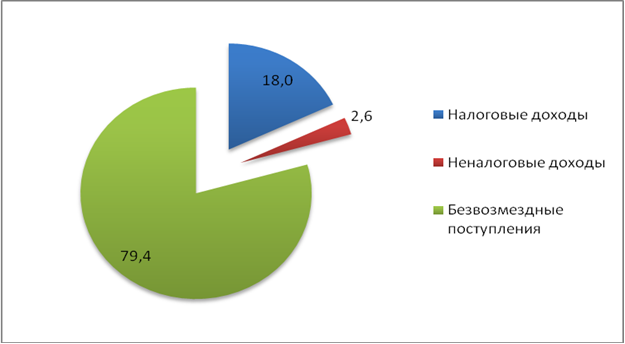 18,0
2,6
79,4
Налоговые доходы
Неналоговые доходы
Безвозмездные
поступления